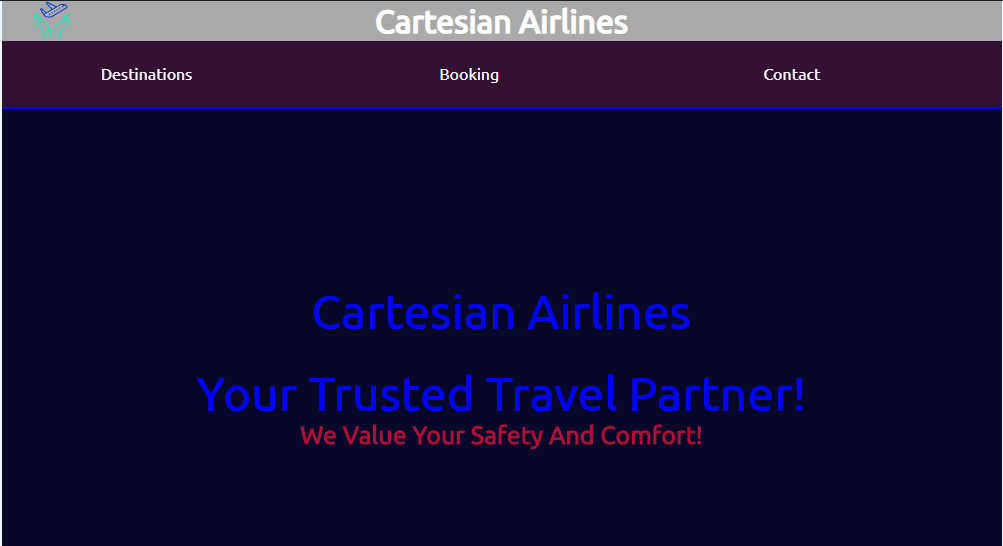 Cartesian Airlines
Destinations Booking Contact
Cartesian Airlines
Your Trusted Travel Partner!
We Value Your Safety And Comfort!